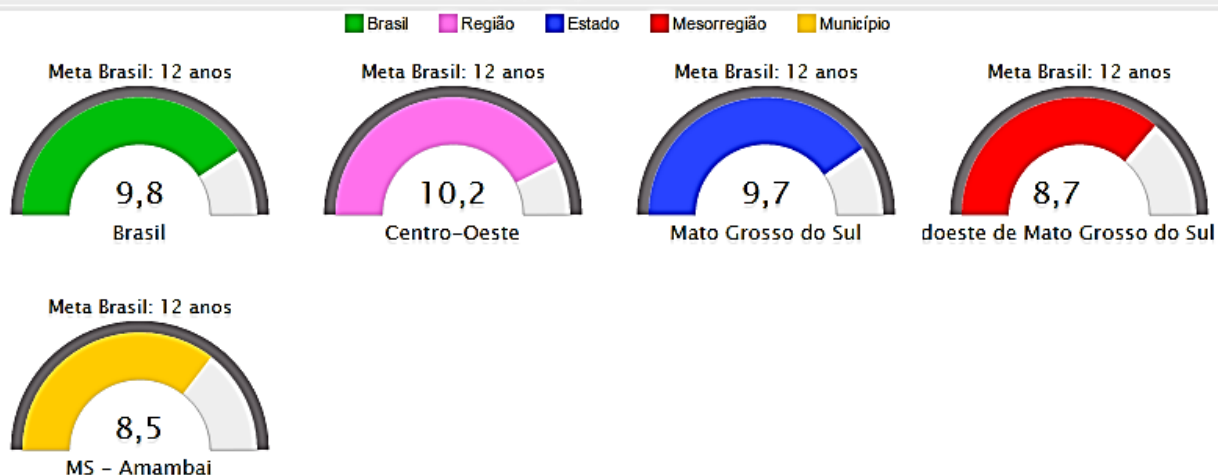 Brasil Região Estado Mesorregião Município
Meta Brasil: 12 anos Meta Brasil: 12 anos Meta Brasil: 12 anos Meta Brasil: 12 anos
9,8 10,2 9,7 8,7
Brasil Centro-Oeste Mato Grosso do Sul doeste de Mato Grosso do Sul
Meta Brasil: 12 anos
8,5
MS - Amambai